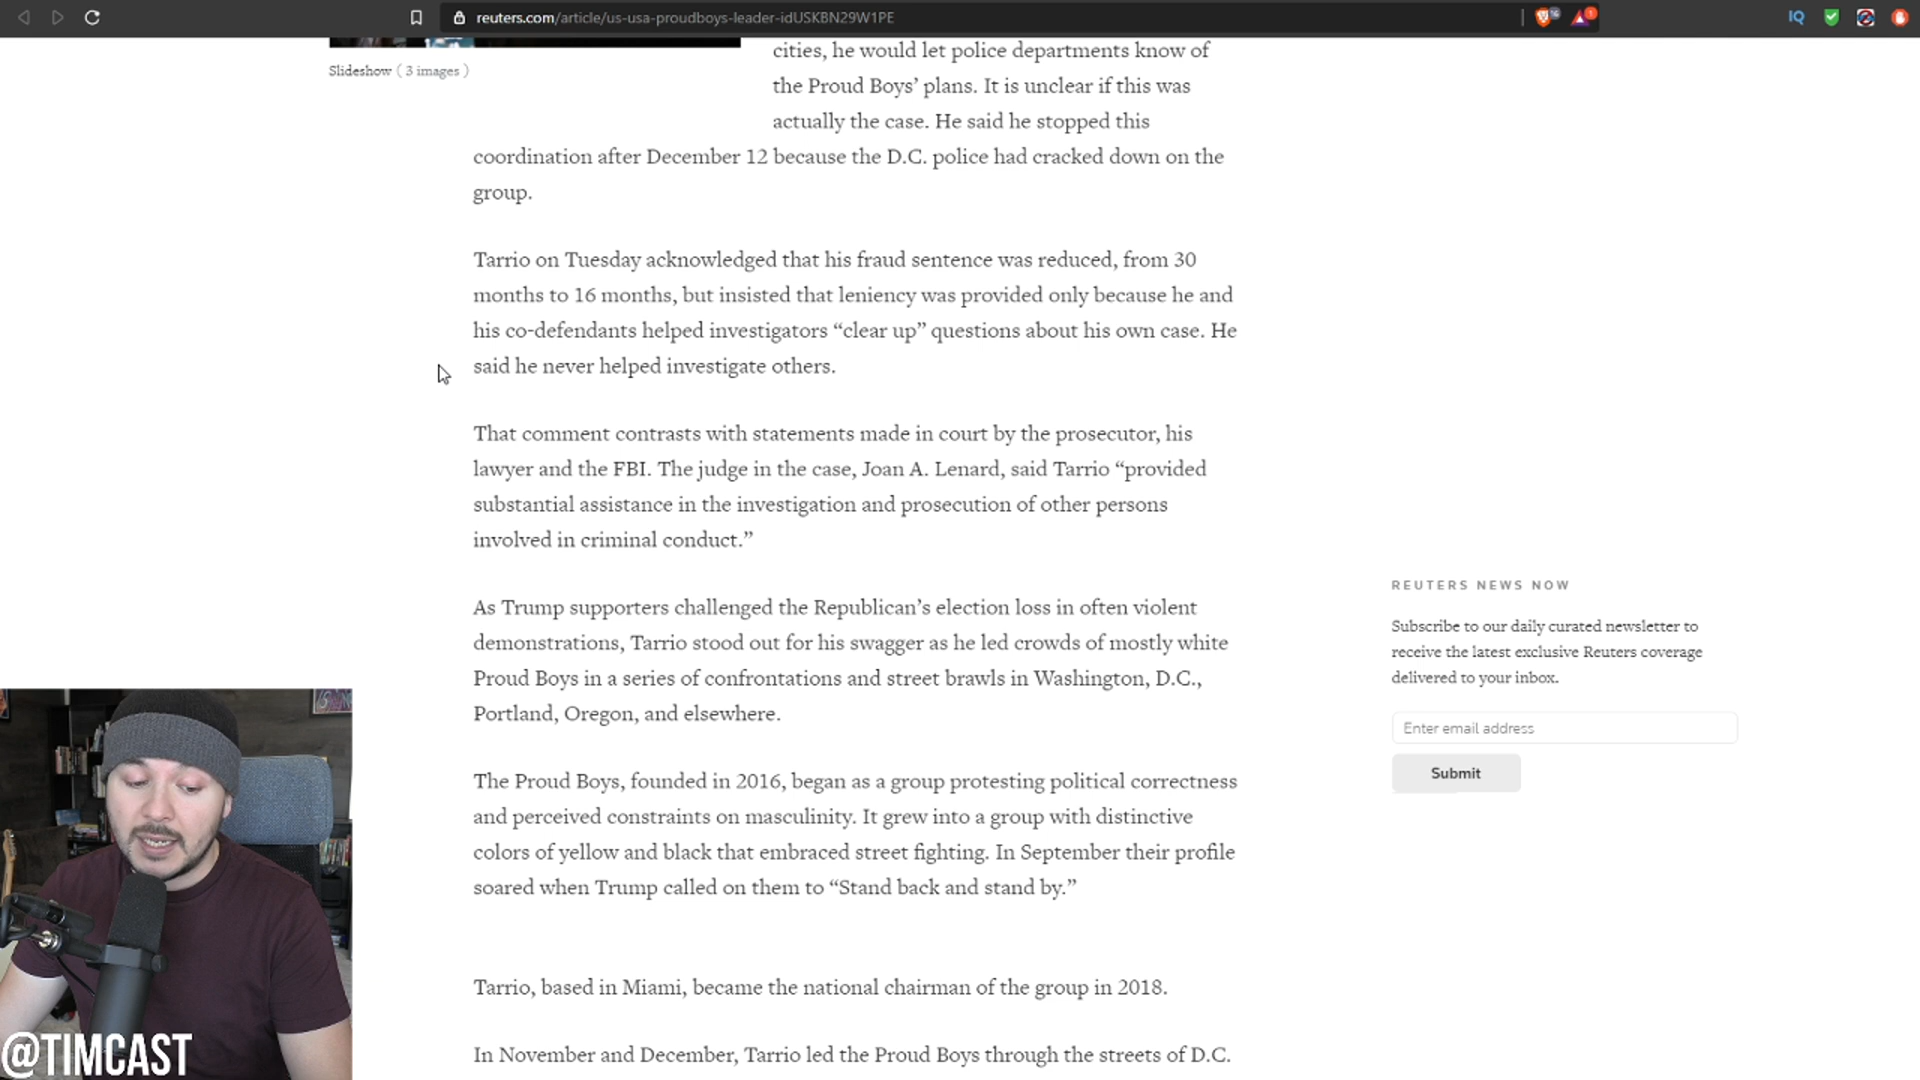 reuters.com/article/us-usa-proudboys-leader-idUSKBN29W1PE
IQ
cities, he would let police departments know of
Slideshow ( 3 images )
the Proud Boys’ plans. It is unclear if this was
actually the case. He said he stopped this
coordination after December 12 because the D.C. police had cracked down on the
group.
Tarrio on Tuesday acknowledged that his fraud sentence was reduced, from 30
months to 16 months, but insisted that leniency was provided only because he and
his co-defendants helped investigators “clear up” questions about his own case. He
said he never helped investigate others.
That comment contrasts with statements made in court by the prosecutor, his
lawyer and the FBI. The judge in the case, Joan A. Lenard, said Tarrio “provided
substantial assistance in the investigation and prosecution of other persons
involved in criminal conduct.”
As Trump supporters challenged the Republican’s election loss in often violent
demonstrations, Tarrio stood out for his swagger as he led crowds of mostly white
Proud Boys in a series of confrontations and street brawls in Washington, D.C.,
Portland, Oregon, and elsewhere.
The Proud Boys, founded in 2016, began as a group protesting political correctness
and perceived constraints on masculinity. It grew into a group with distinctive
colors of yellow and black that embraced street fighting. In September their profile
soared when Trump called on them to “Stand back and stand by.”
Tarrio, based in Miami, became the national chairman of the group in 2018.
In November and December, Tarrio led the Proud Boys through the streets of D.C.
REUTERS NEWS NOW
Subscribe to our daily curated newsletter to
receive the latest exclusive Reuters coverage
delivered to your inbox.
Enter email address
Submit
@TIMCAST